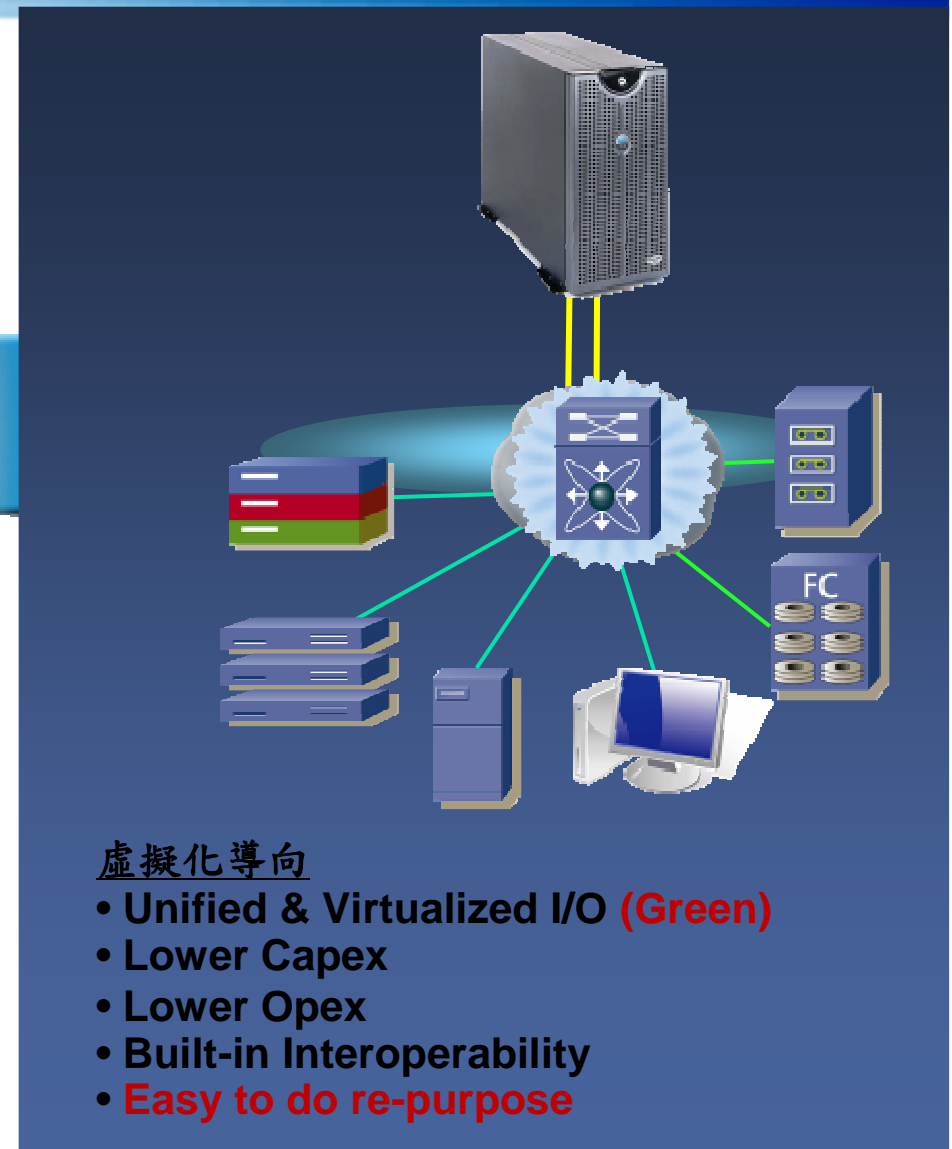 FC
虛擬化導向
• Unified & Virtualized I/O (Green)
• Lower Capex
• Lower Opex
• Built-in Interoperability
• Easy to do re-purpose